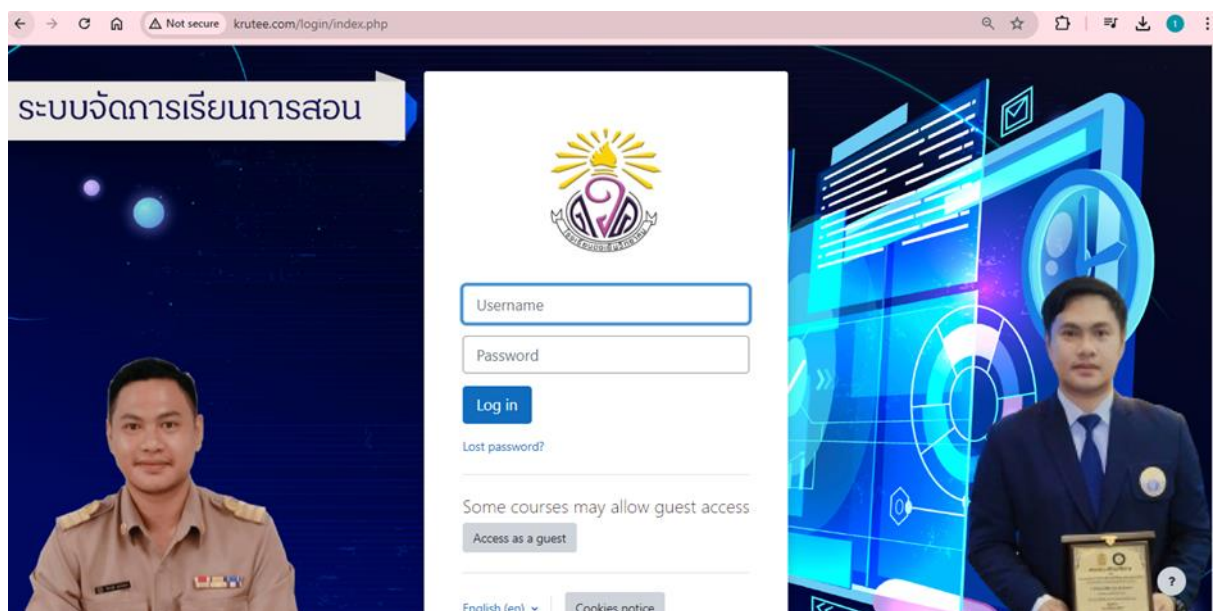 Not secure
krutee.com/login/index.php
1
ระบบจัดการเรียนการสอน
Username
Password
Log in
Lost password?
Some courses may allow guest access
Access as a guest
English (en)
Cookies notice
?